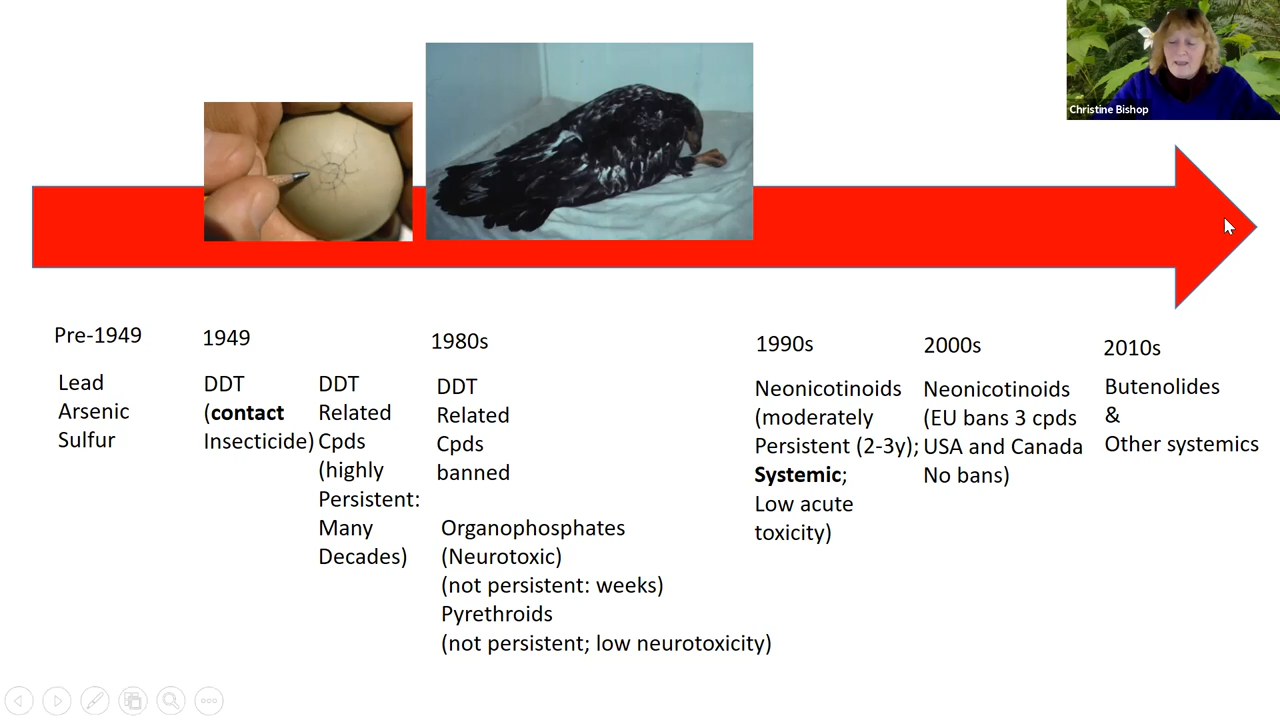 Christine Bishop
Pre-1949
Lead
Arsenic
Sulfur
1949
DDT
(contact
Insecticide)
DDT
Related
Cpds
(highly
Persistent:
Many
Decades)
1980s
DDT
Related
Cpds
banned
Organophosphates
(Neurotoxic)
(not persistent: weeks)
Pyrethroids
(not persistent; low neurotoxicity)
1990s
Neonicotinoids
(moderately
Persistent (2-3y);
Systemic;
Low acute
toxicity)
2000s
Neonicotinoids
(EU bans 3 cpds
USA and Canada
No bans)
2010s
Butenolides
&
Other systemics